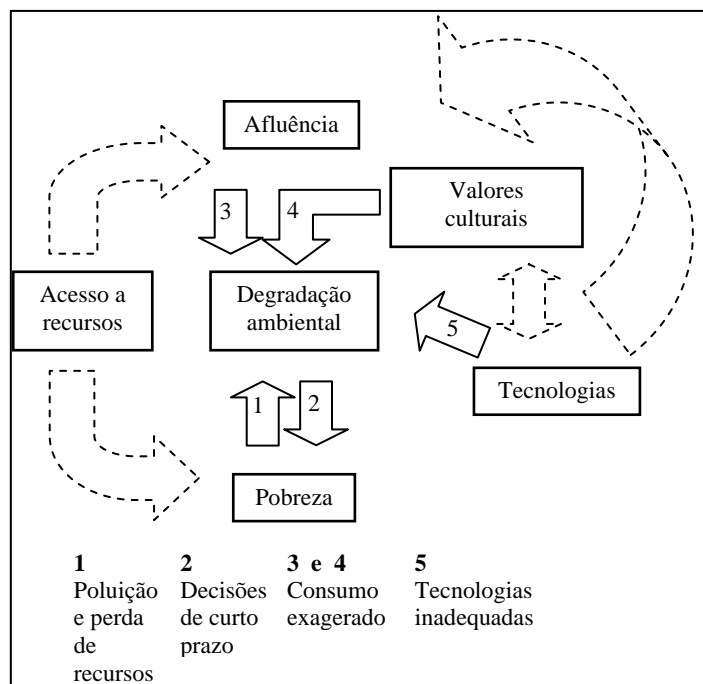 Afluência
3
4
Valores
culturais
Acesso a
recursos
Degradação
ambiental
5
Tecnologias
1
2
Pobreza
1
Poluição
e perda
de
recursos
2
Decisões
de curto
prazo
3 e 4
Consumo
exagerado
5
Tecnologias
inadequadas